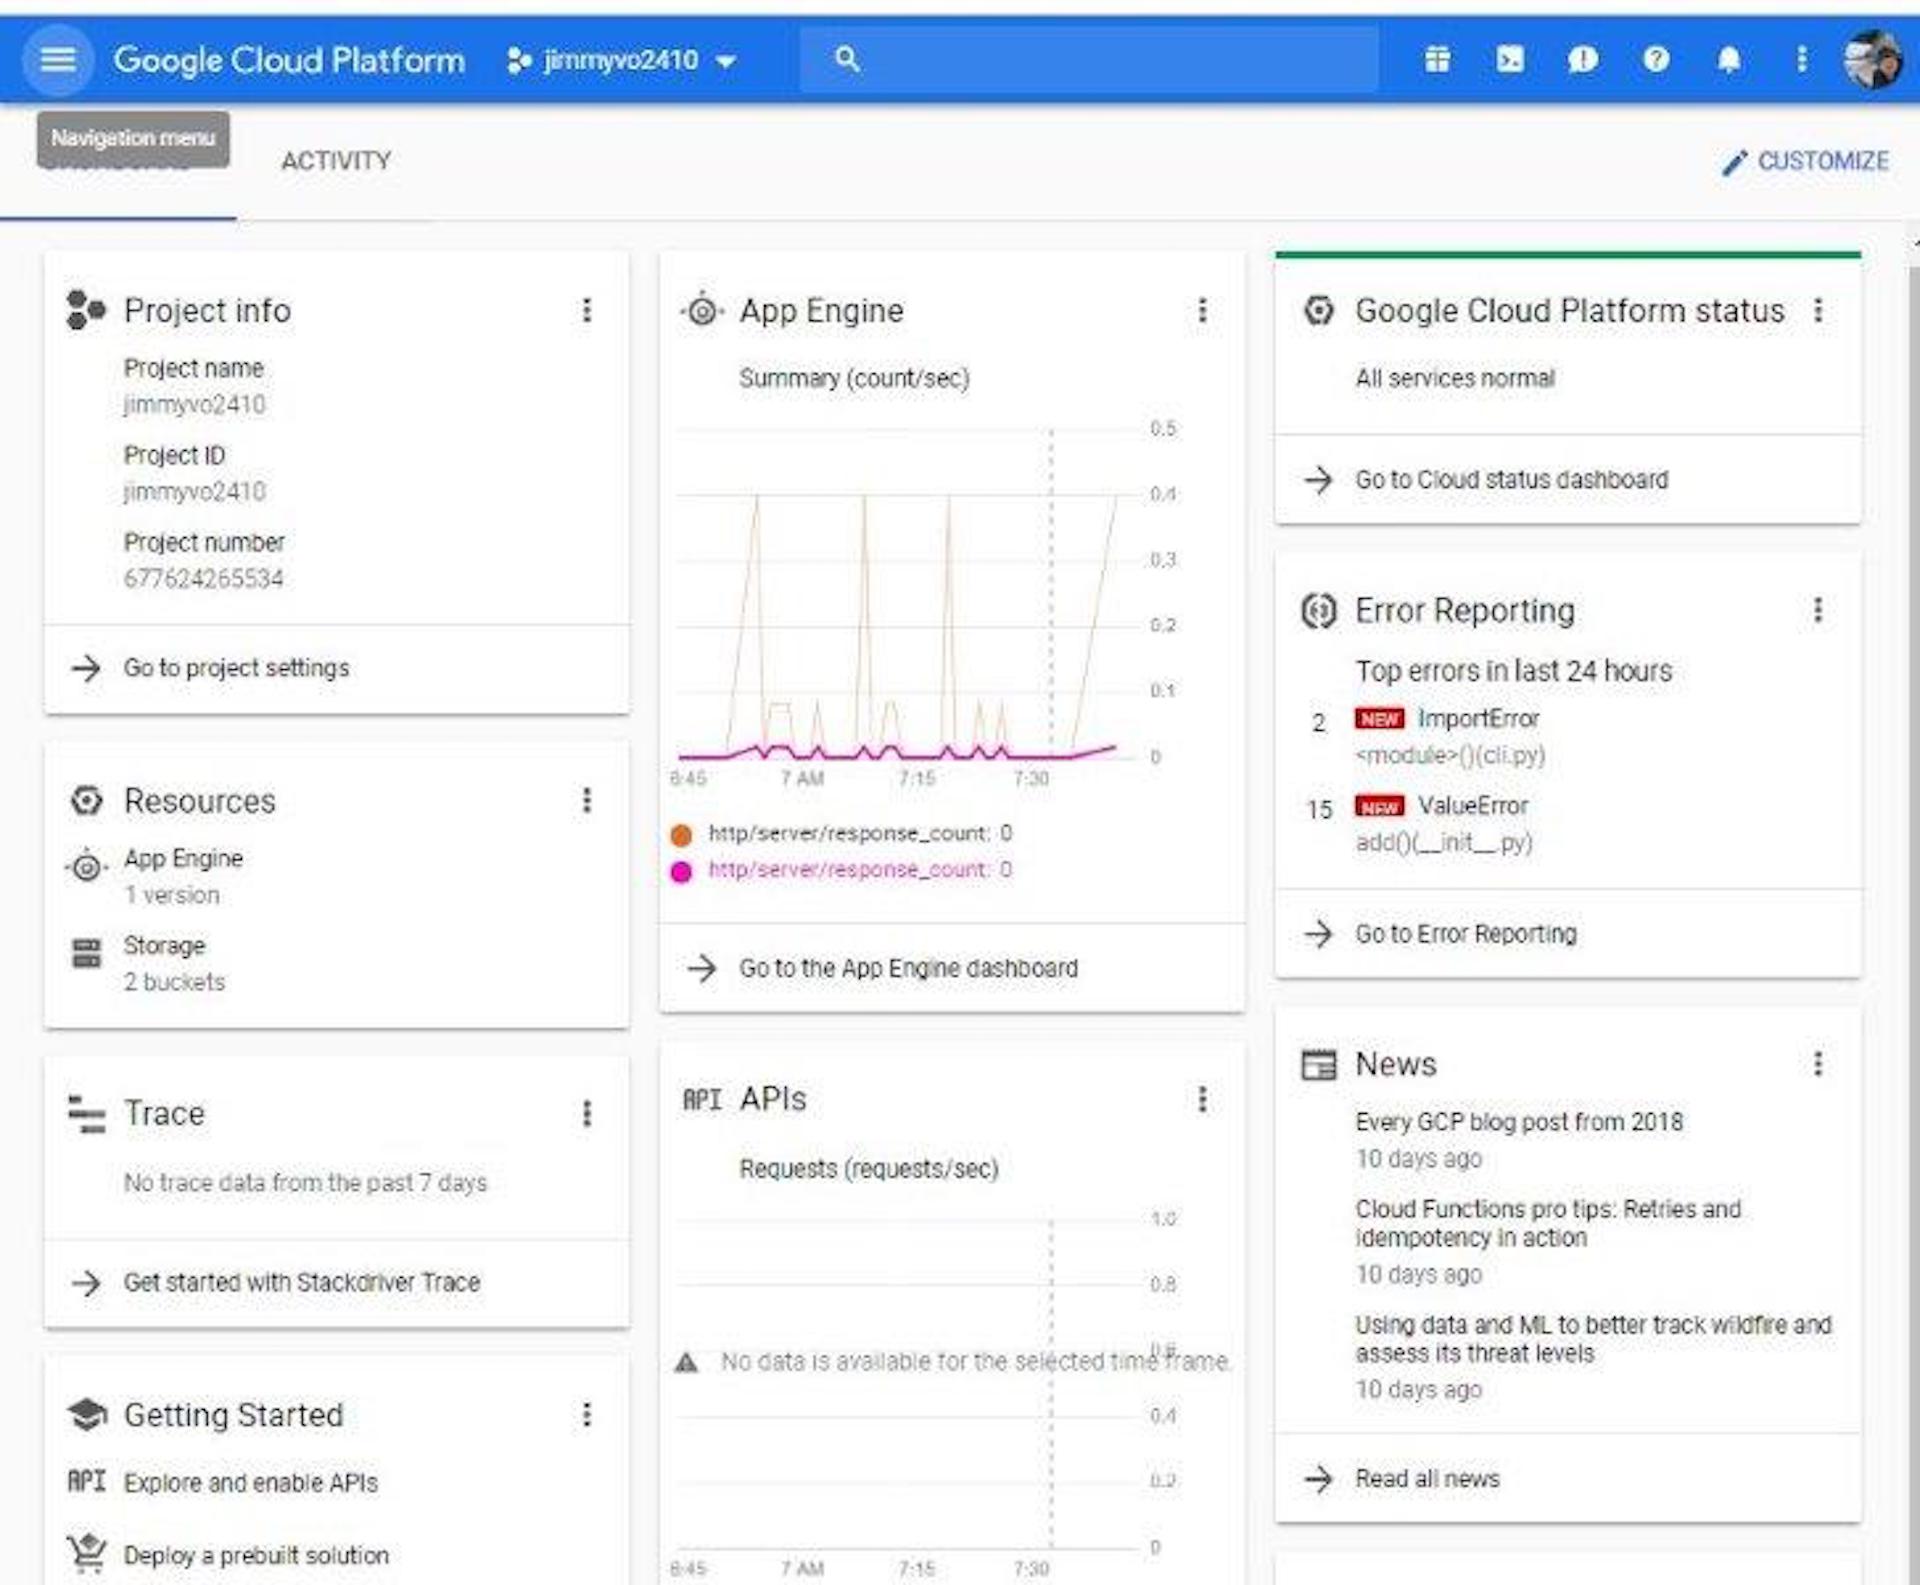 Google Cloud Platform
jimmyvo2410
Navigation menu
ACTIVITY
CUSTOMIZE
Project info
Project name
jimmyvo2410
Project ID
jimmyvo2410
Project number
677624265534
Go to project settings
Resources
App Engine
1 version
Storage
2 buckets
Trace
No trace data from the past 7 days
Get started with Stackdriver Trace
Getting Started
API Explore and enable APIs
Deploy a prebuilt solution
App Engine
Summary (count/sec)
0.5
0.4
0.3
0.2
0.1
0
6:45 7 AM 7:15 7:30
http/server/response_count: 0
http/server/response_count: 0
Go to the App Engine dashboard
API APIs
Requests (requests/sec)
1.0
0.8
0.6
No data is available for the selected time frame.
0.4
0.2
0
6:45 7 AM 7:15 7:30
Google Cloud Platform status
All services normal
Go to Cloud status dashboard
Error Reporting
Top errors in last 24 hours
2 NEW ImportError
<module>()(cli.py)
15 NEW ValueError
add()(__init__.py)
Go to Error Reporting
News
Every GCP blog post from 2018
10 days ago
Cloud Functions pro tips: Retries and
idempotency in action
10 days ago
Using data and ML to better track wildfire and
assess its threat levels
10 days ago
Read all news